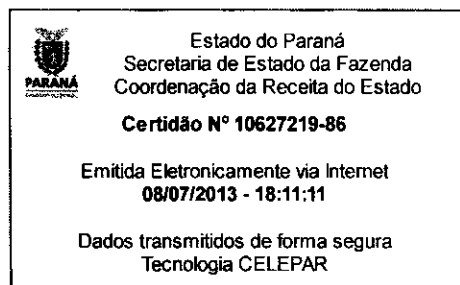 Estado do Paraná
Secretaria de Estado da Fazenda
PARANÁ
Coordenação da Receita do Estado
Certidão Nº 10627219-86
Emitida Eletronicamente via Internet
08/07/2013 - 18:11:11
Dados transmitidos de forma segura
Tecnologia CELEPAR